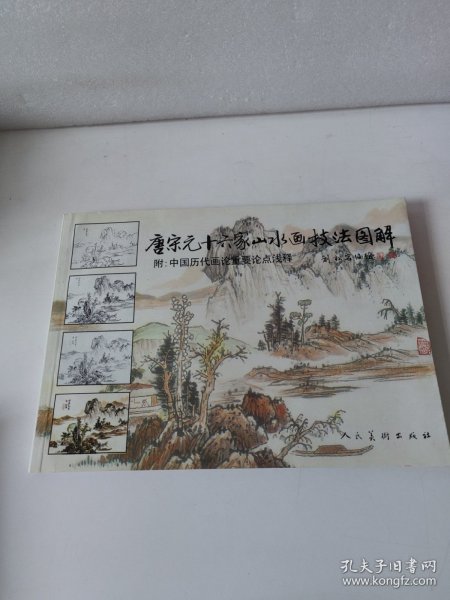 唐宋元十六家山水画技法图解
附:中国历代画论重要论点浅释
人民美術出版社
孔夫子旧书网
www.kongfz.com